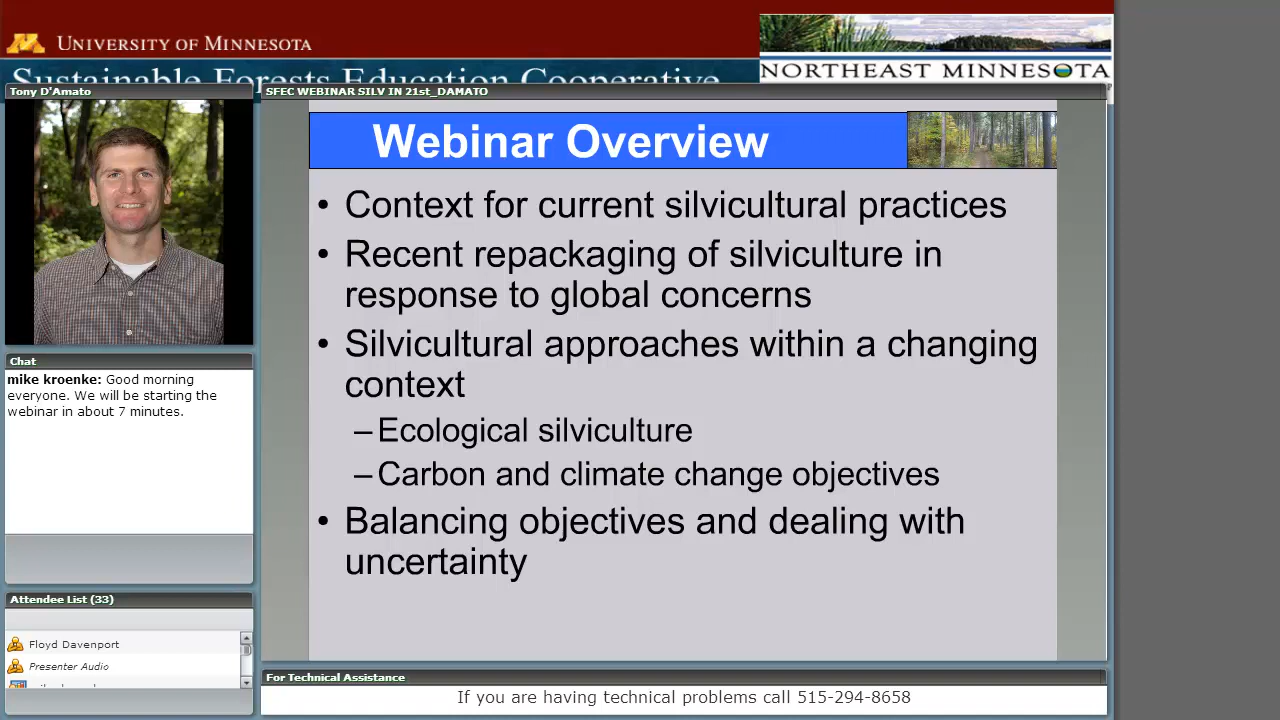 UNIVERSITY OF MINNESOTA
Sustainable Forests Education Cooperative
NORTHEAST MINNESOTA
Tony D'Amato
SFEC WEBINAR SILV IN 21st_DAMATO
Webinar Overview
• Context for current silvicultural practices
• Recent repackaging of silviculture in
response to global concerns
• Silvicultural approaches within a changing
context
–Ecological silviculture
–Carbon and climate change objectives
• Balancing objectives and dealing with
uncertainty
Chat
mike kroenke: Good morning
everyone. We will be starting the
webinar in about 7 minutes.
Attendee List (33)
Floyd Davenport
Presenter Audio
For Technical Assistance
If you are having technical problems call 515-294-8658